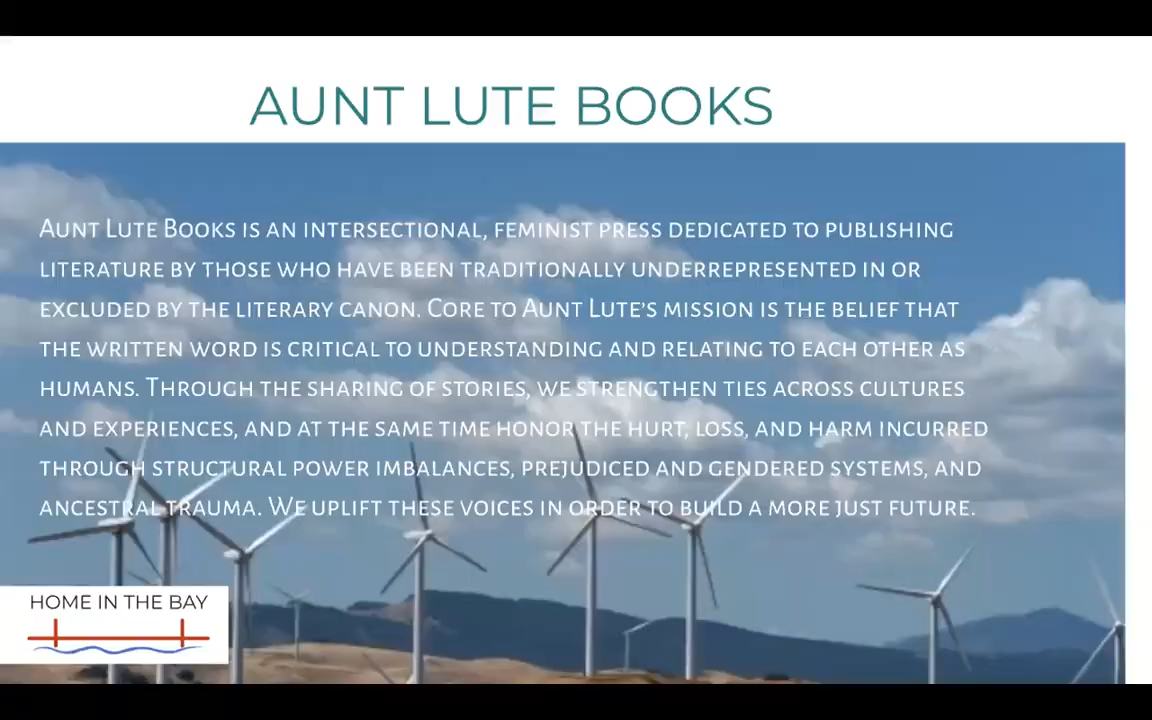 AUNT LUTE BOOKS
Aunt Lute Books is an intersectional, feminist press dedicated to publishing
literature by those who have been traditionally underrepresented in or
excluded by the literary canon. Core to Aunt Lute's mission is the belief that
the written word is critical to understanding and relating to each other as
humans. Through the sharing of stories, we strengthen ties across cultures
and experiences, and at the same time honor the hurt, loss, and harm incurred
through structural power imbalances, prejudiced and gendered systems, and
ancestral trauma. We uplift these voices in order to build a more just future.
HOME IN THE BAY